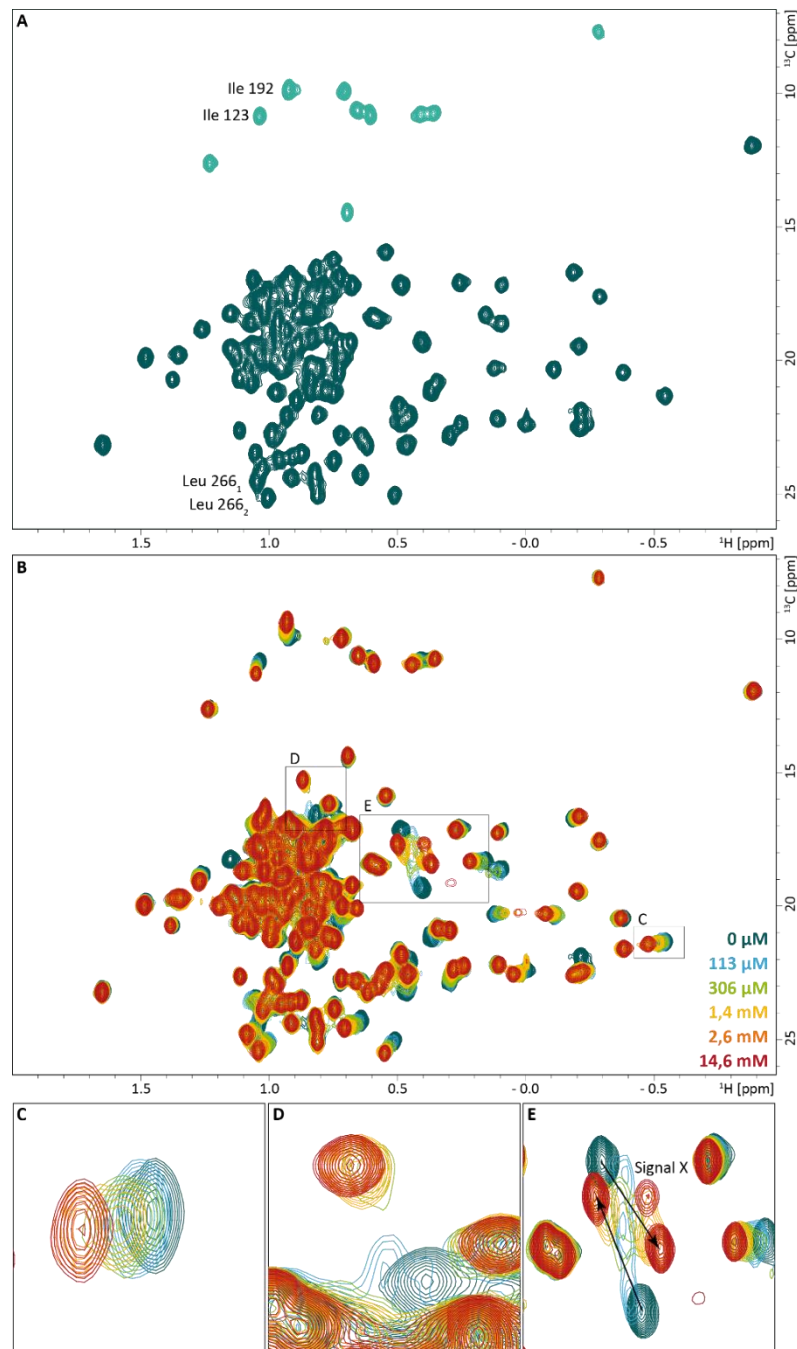 A
¹³C [ppm]
Ile 192
Ile 123
10
15
20
25
Leu 266₁
Leu 266₂
1.5
1.0
0.5
- 0.0
- 0.5
¹H [ppm]
B
¹³C [ppm]
10
15
20
25
D
E
C
0 µM
113 µM
306 µM
1,4 mM
2,6 mM
14,6 mM
1.5
1.0
0.5
- 0.0
- 0.5
¹H [ppm]
C
D
E
Signal X